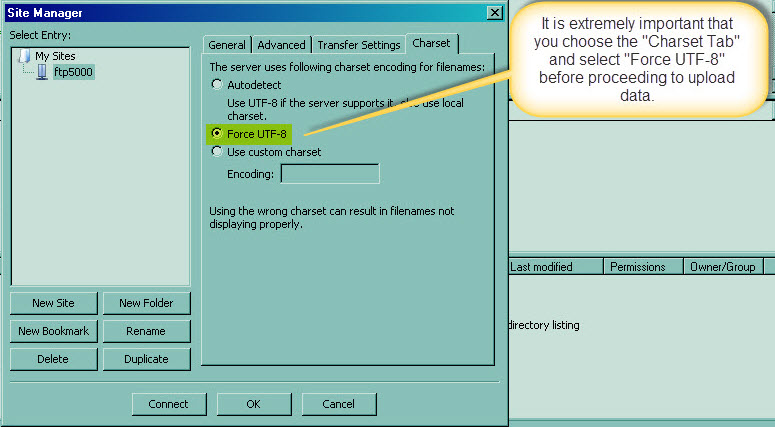 Site Manager
Select Entry:
My Sites
ftp5000
New Site
New Folder
New Bookmark
Rename
Delete
Duplicate
General
Advanced
Transfer Settings
Charset
The server uses following charset encoding for filenames:
Autodetect
Use UTF-8 if the server supports it, use local
charset.
Force UTF-8
Use custom charset
Encoding:
Using the wrong charset can result in filenames not
displaying properly.
Connect
OK
Cancel
It is extremely important that
you choose the "Charset Tab"
and select "Force UTF-8"
before proceeding to upload
data.
Last modified
Permissions
Owner/Group
directory listing